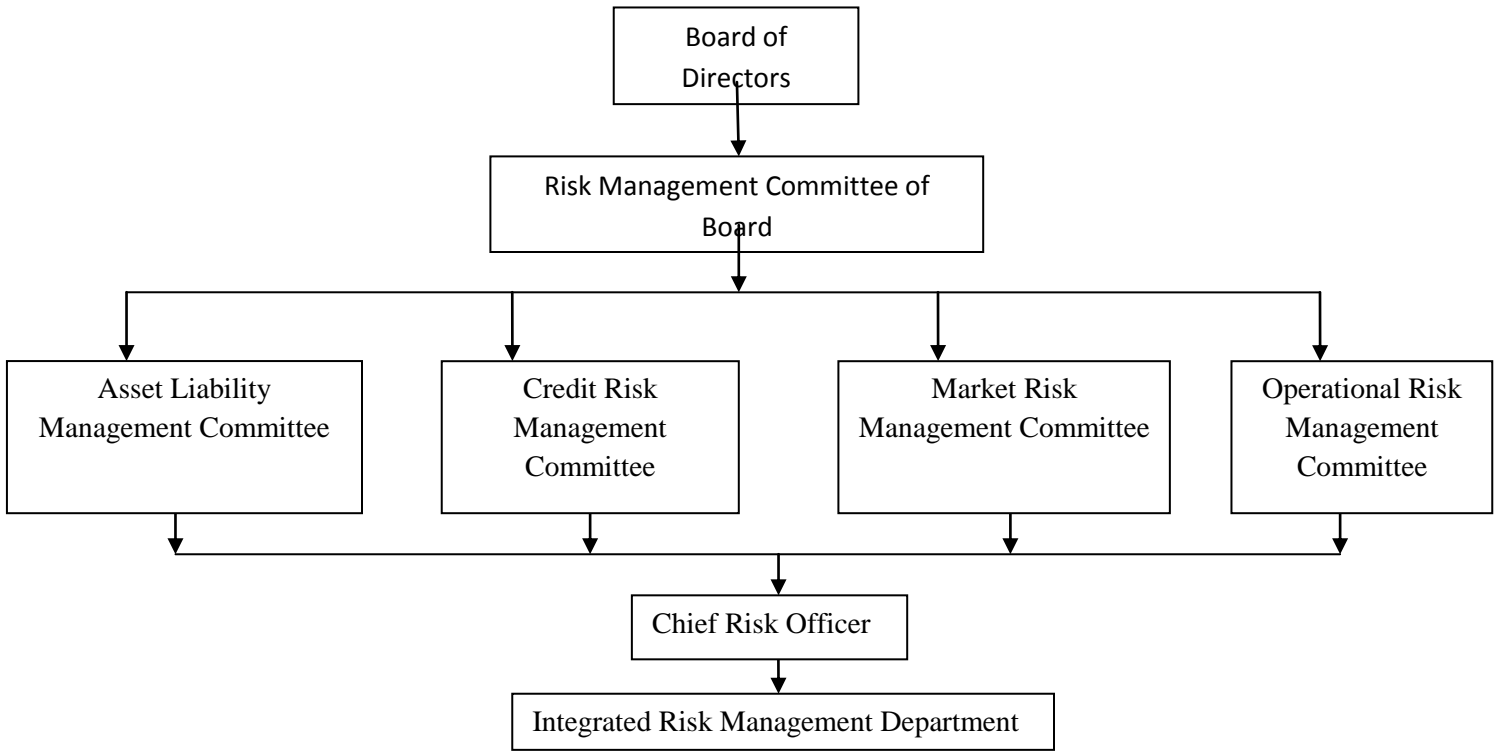 Board of
Directors
Risk Management Committee of
Board
Asset Liability
Management Committee
Credit Risk
Management
Committee
Market Risk
Management Committee
Operational Risk
Management
Committee
Chief Risk Officer
Integrated Risk Management Department